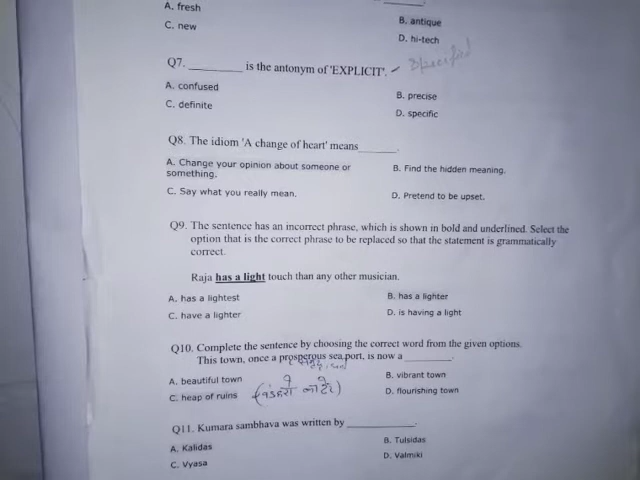 A. fresh
B. antique
C. new
D. hi-tech
Q7. ________ is the antonym of 'EXPLICIT'.
A. confused
B. precise
C. definite
D. specific
Q8. The idiom 'A change of heart' means______.
A. Change your opinion about someone or
something.
B. Find the hidden meaning.
C. Say what you really mean.
D. Pretend to be upset.
Q9. The sentence has an incorrect phrase, which is shown in bold and underlined. Select the
option that is the correct phrase to be replaced so that the statement is grammatically
correct.
Raja has a light touch than any other musician.
A. has a lightest
B. has a lighter
C. have a lighter
D. is having a light
Q10. Complete the sentence by choosing the correct word from the given options.
This town, once a prosperous sea port, is now a ________.
A. beautiful town
B. vibrant town
C. heap of ruins
D. flourishing town
Q11. Kumara sambhava was written by ___________
A. Kalidas
B. Tulsidas
C. Vyasa
D. Valmiki